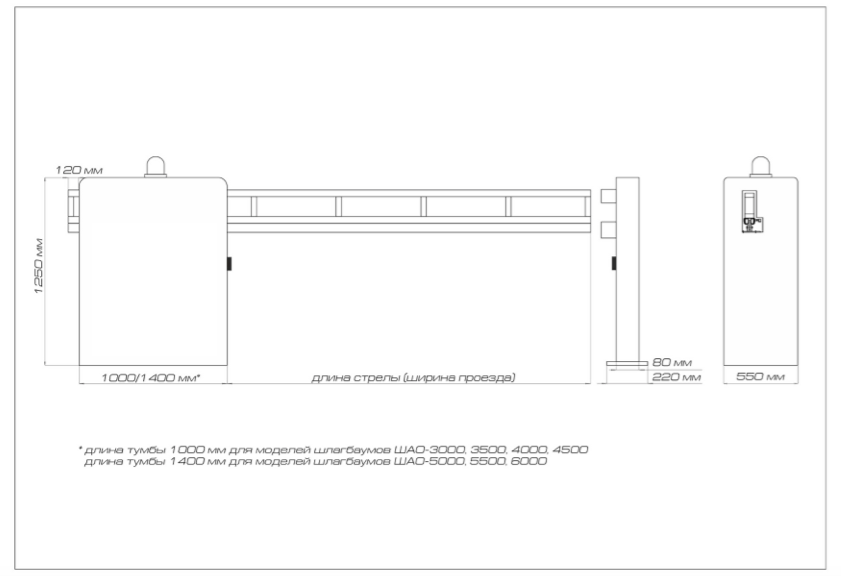 120 мм
1250 мм
1000/1400 мм*
длина стрелы (ширина проезда)
80 мм
220 мм
550 мм
* длина тумбы 1000 мм для моделей шлагбаумов ШАО-3000, 3500, 4000, 4500
длина тумбы 1400 мм для моделей шлагбаумов ШАО-5000, 5500, 6000